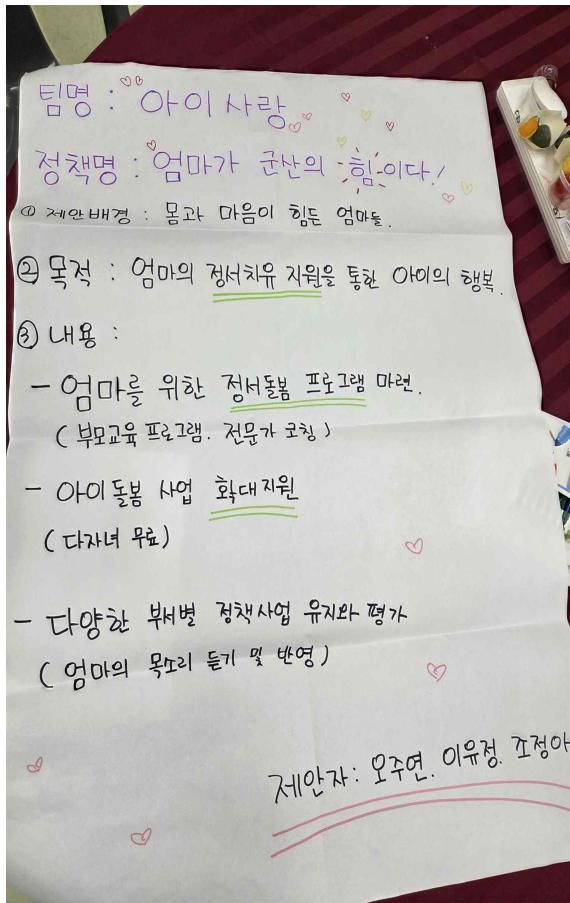 팀명 : 아이사랑
정책명 : 엄마가 군산의 힘이다!
① 제안배경 : 몸과 마음이 힘든 엄마들.
② 목적 : 엄마의 정서치유 지원을 통한 아이의 행복.
③ 내용 :
- 엄마를 위한 정서돌봄 프로그램 마련.
( 부모교육 프로그램. 전문가 코칭 )
- 아이돌봄 사업 확대지원
( 다자녀 무료 )
- 다양한 부서별 정책사업 유지와 평가
( 엄마의 목소리 듣기 및 반영 )
제안자 : 오주연. 이유정. 조정아